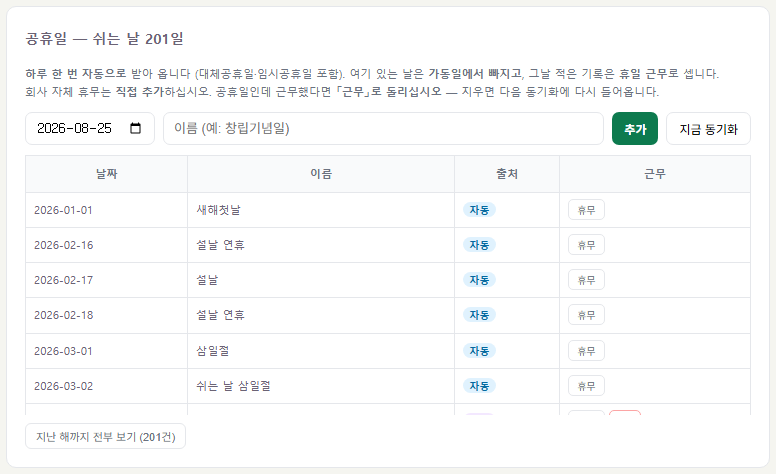 공휴일 — 쉬는 날 201일
하루 한 번 자동으로 받아 옵니다 (대체공휴일·임시공휴일 포함). 여기 있는 날은 가동일에서 빠지고, 그날 적은 기록은 휴일 근무로 셉니다.
회사 자체 휴무는 직접 추가하십시오. 공휴일인데 근무했다면 「근무」로 돌리십시오 — 지우면 다음 동기화에 다시 들어옵니다.
2026-08-25 이름 (예: 창립기념일) 추가 지금 동기화
날짜 이름 출처 근무
2026-01-01 새해첫날 자동 휴무
2026-02-16 설날 연휴 자동 휴무
2026-02-17 설날 자동 휴무
2026-02-18 설날 연휴 자동 휴무
2026-03-01 삼일절 자동 휴무
2026-03-02 쉬는 날 삼일절 자동 휴무
지난 해까지 전부 보기 (201건)